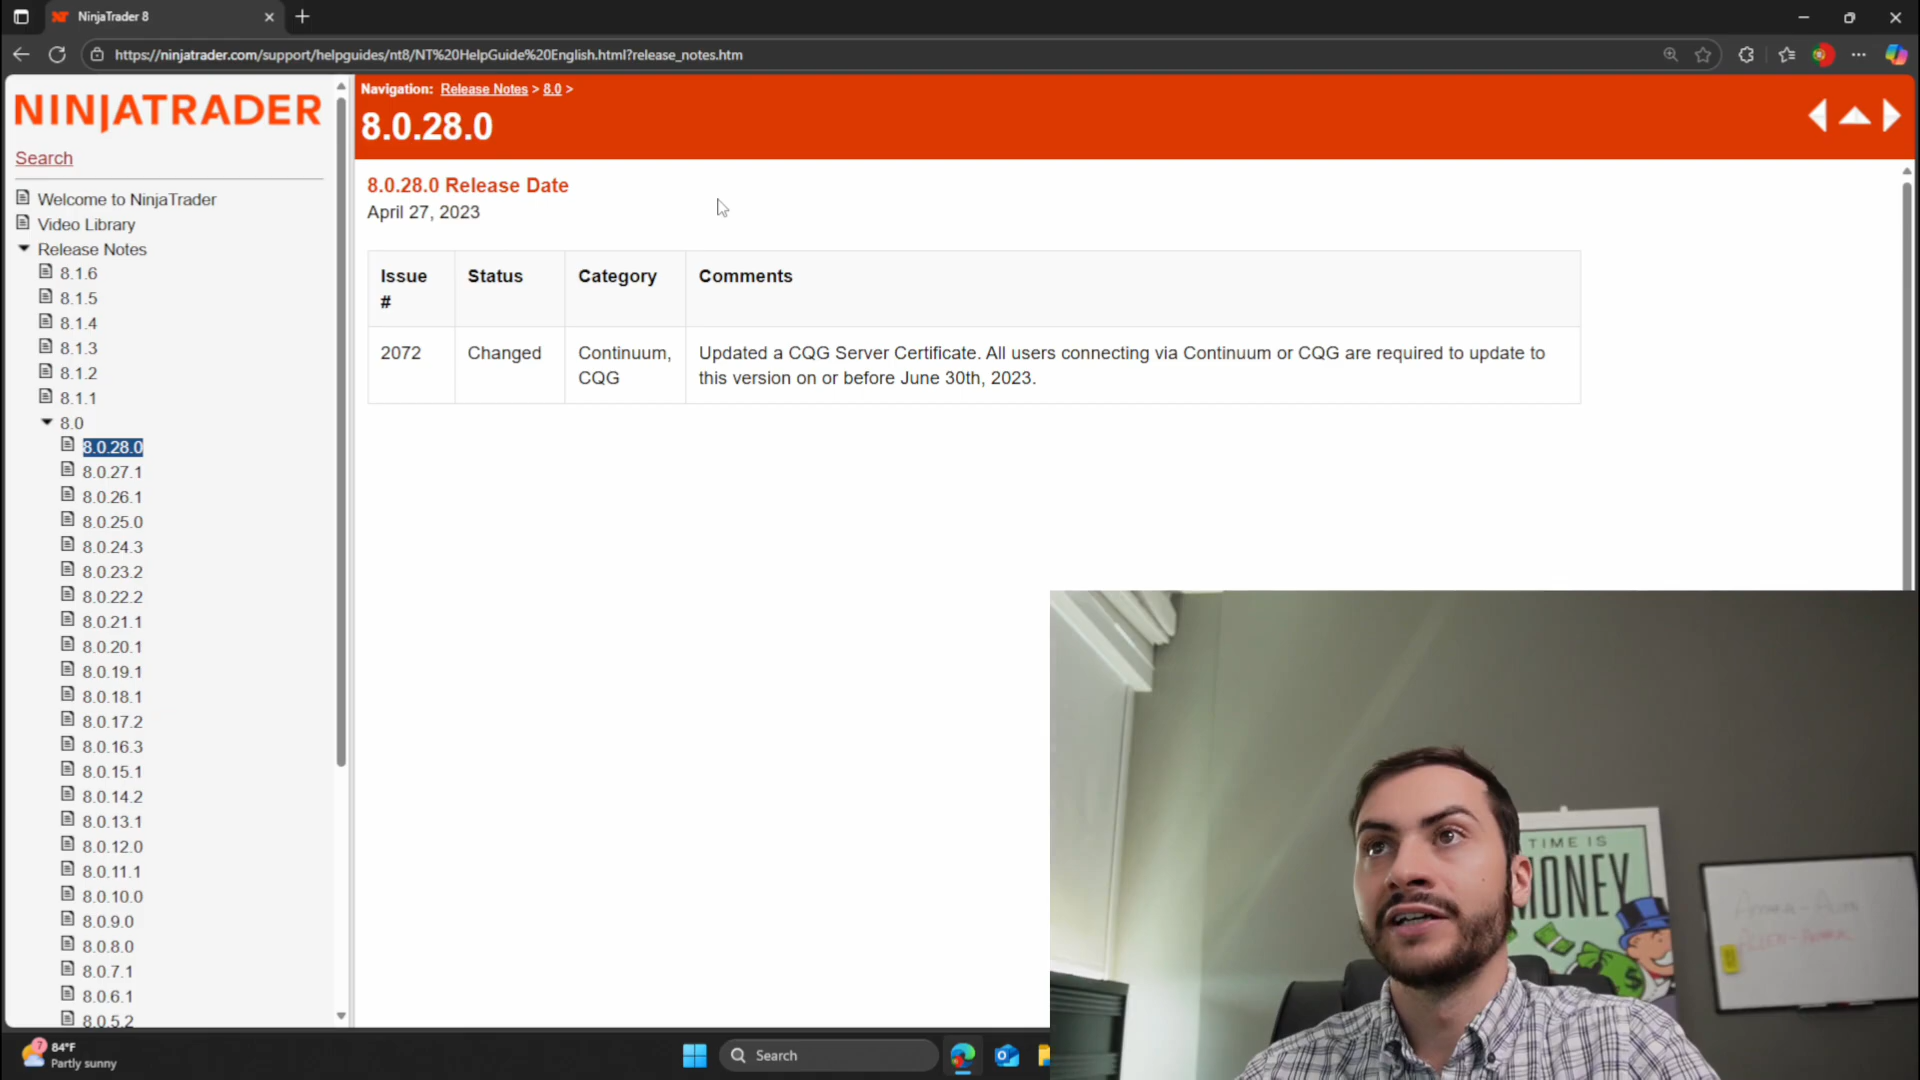 NinjaTrader 8
https://ninjatrader.com/support/helpguides/nt8/NT%20HelpGuide%20English.html?release_notes.htm
NINJATRADER
Search
Welcome to NinjaTrader
Video Library
Release Notes
8.1.6
8.1.5
8.1.4
8.1.3
8.1.2
8.1.1
8.0
8.0.28.0
8.0.27.1
8.0.26.1
8.0.25.0
8.0.24.3
8.0.23.2
8.0.22.2
8.0.21.1
8.0.20.1
8.0.19.1
8.0.18.1
8.0.17.2
8.0.16.3
8.0.15.1
8.0.14.2
8.0.13.1
8.0.12.0
8.0.11.1
8.0.10.0
8.0.9.0
8.0.8.0
8.0.7.1
8.0.6.1
8.0.5.2
Navigation: Release Notes > 8.0 >
8.0.28.0
8.0.28.0 Release Date
April 27, 2023
Issue # Status Category Comments
2072 Changed Continuum, CQG Updated a CQG Server Certificate. All users connecting via Continuum or CQG are required to update to
this version on or before June 30th, 2023.
TIME IS
MONEY
7
84°F
Partly sunny
Search